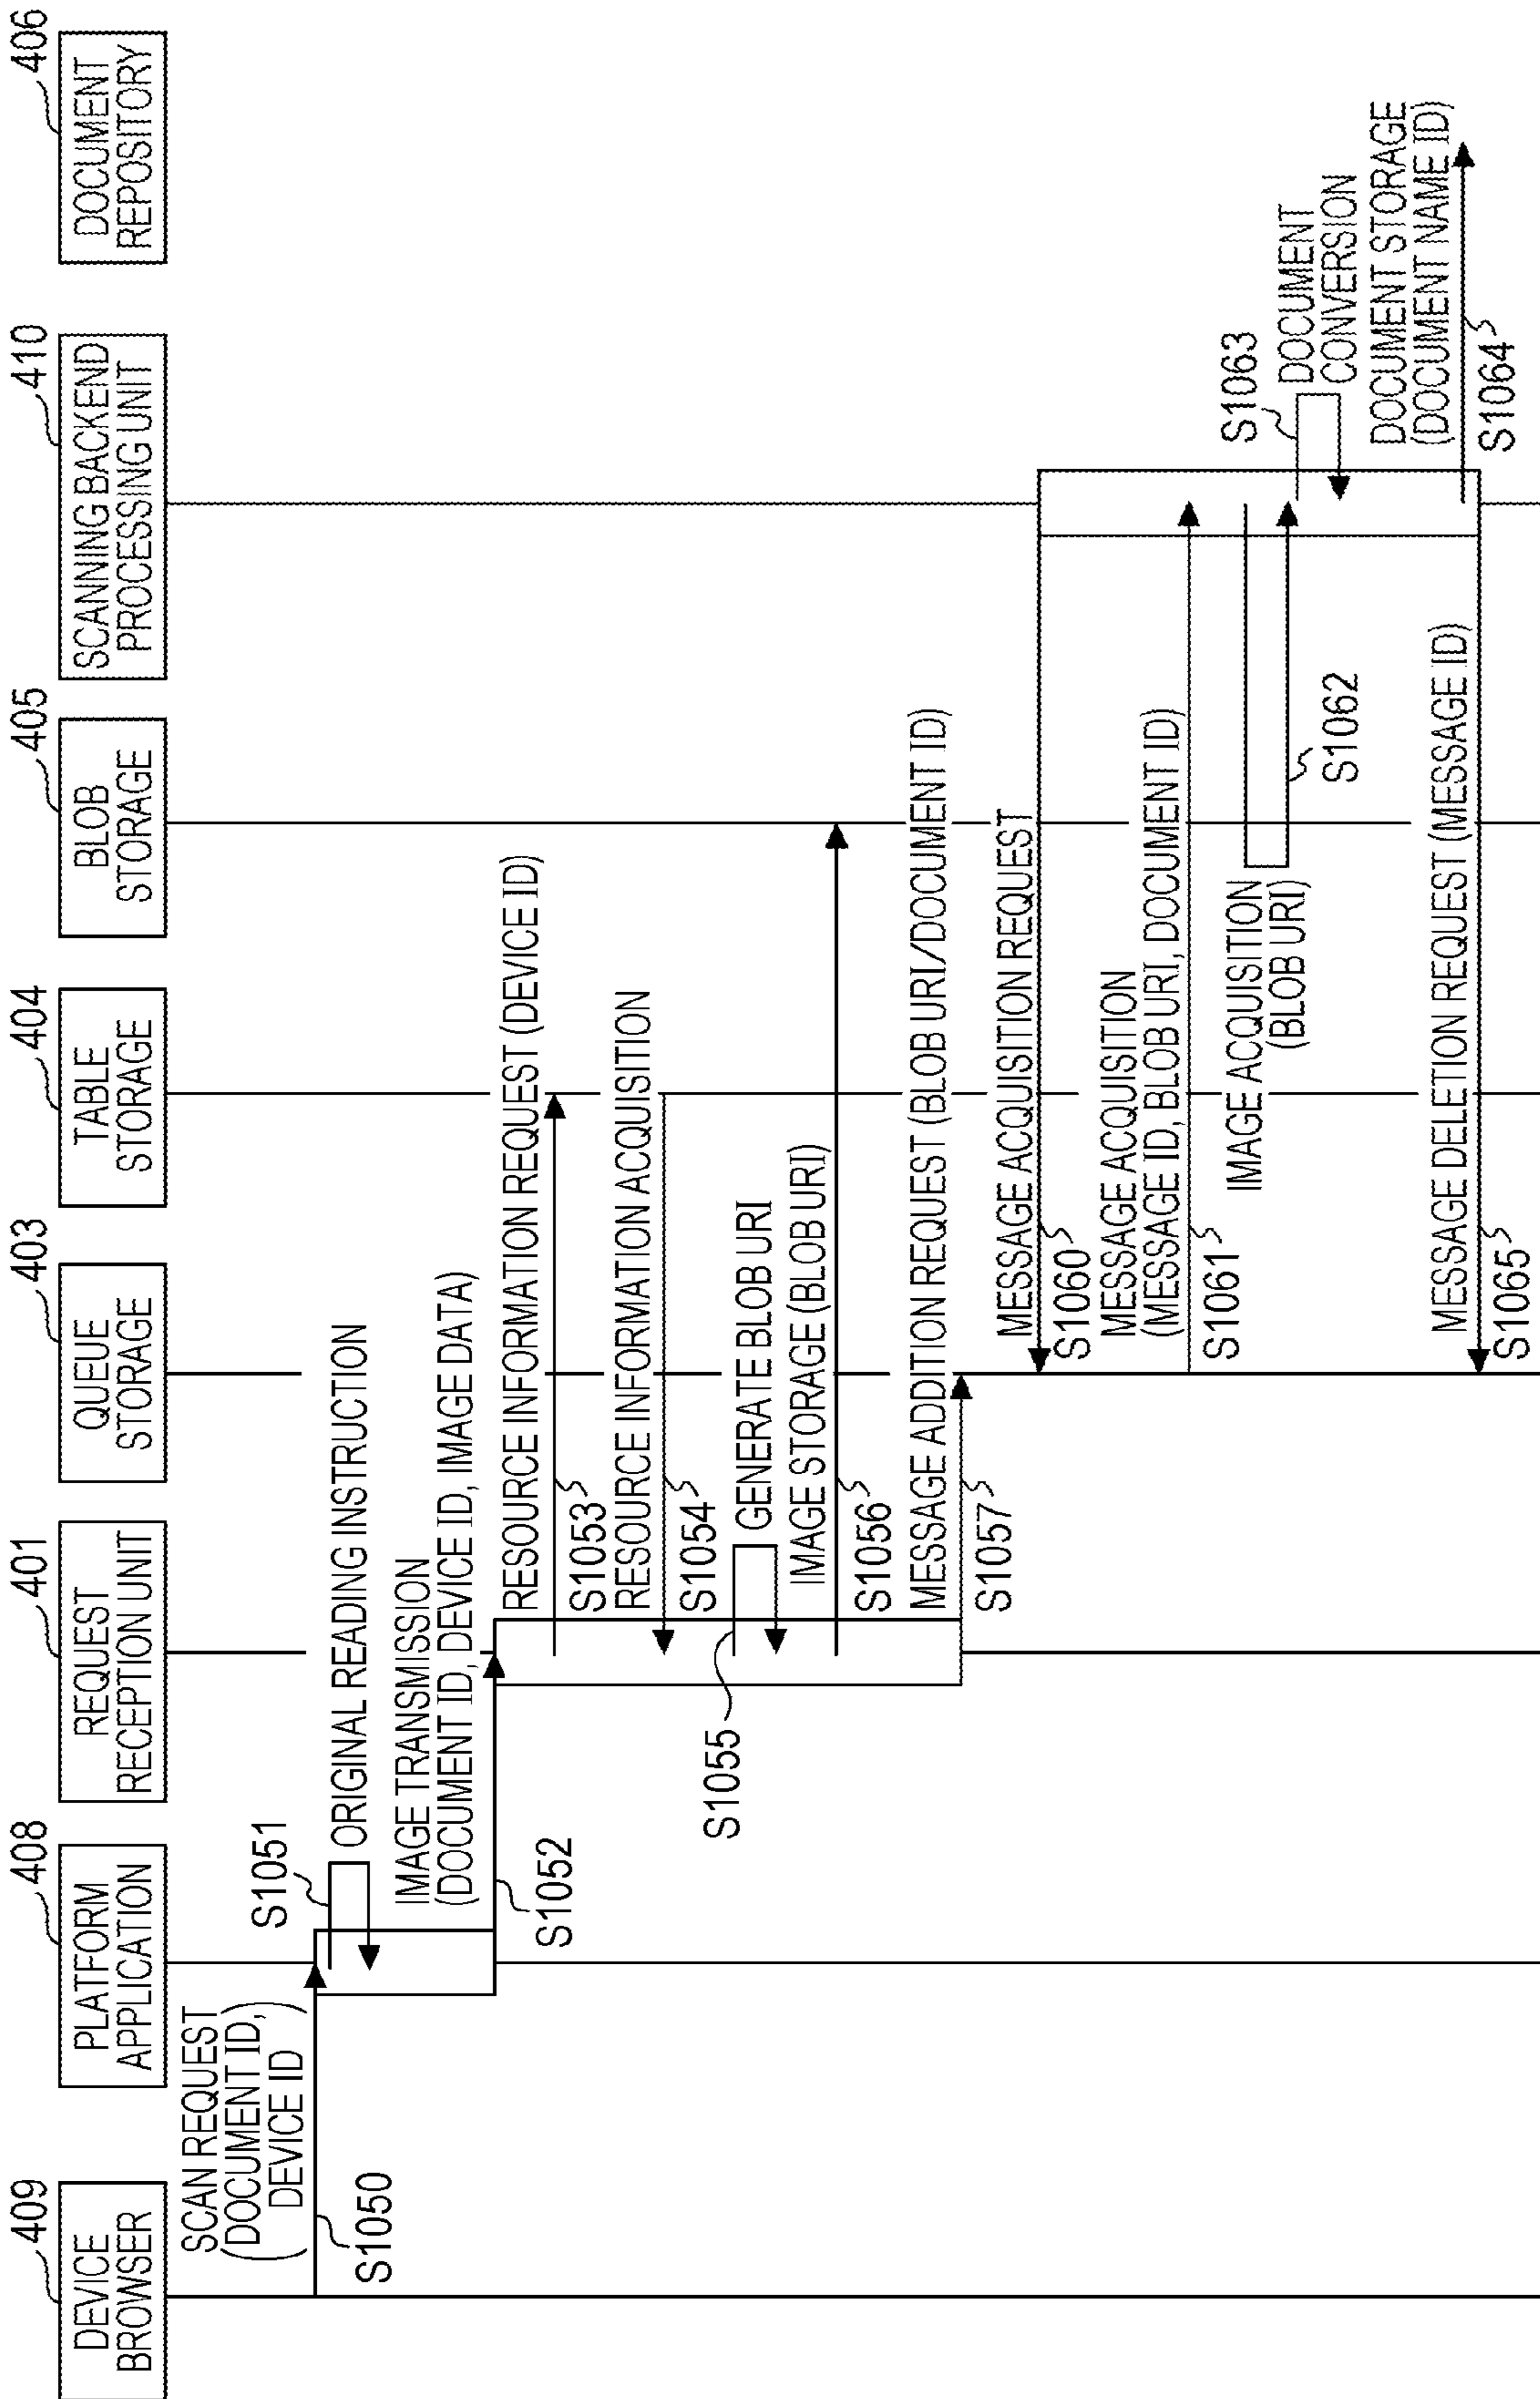 409
DEVICE
BROWSER
408
PLATFORM
APPLICATION
401
REQUEST
RECEPTION UNIT
403
QUEUE
STORAGE
404
TABLE
STORAGE
405
BLOB
STORAGE
410
SCANNING BACKEND
PROCESSING UNIT
406
DOCUMENT
REPOSITORY
SCAN REQUEST
(DOCUMENT ID,
DEVICE ID)
S1050
S1051
ORIGINAL READING INSTRUCTION
IMAGE TRANSMISSION
(DOCUMENT ID, DEVICE ID, IMAGE DATA)
S1052
RESOURCE INFORMATION REQUEST (DEVICE ID)
S1053
RESOURCE INFORMATION ACQUISITION
S1054
S1055
GENERATE BLOB URI
IMAGE STORAGE (BLOB URI)
S1056
MESSAGE ADDITION REQUEST (BLOB URI/DOCUMENT ID)
S1057
MESSAGE ACQUISITION REQUEST
S1060
MESSAGE ACQUISITION
(MESSAGE ID, BLOB URI, DOCUMENT ID)
S1061
IMAGE ACQUISITION
(BLOB URI)
S1062
S1063
DOCUMENT
CONVERSION
DOCUMENT STORAGE
(DOCUMENT NAME ID)
S1064
MESSAGE DELETION REQUEST (MESSAGE ID)
S1065